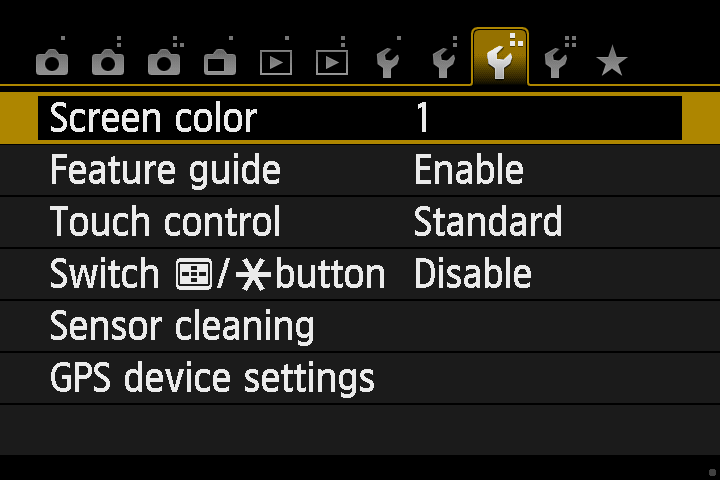 Screen color 1
Feature guide Enable
Touch control Standard
Switch /button Disable
Sensor cleaning
GPS device settings